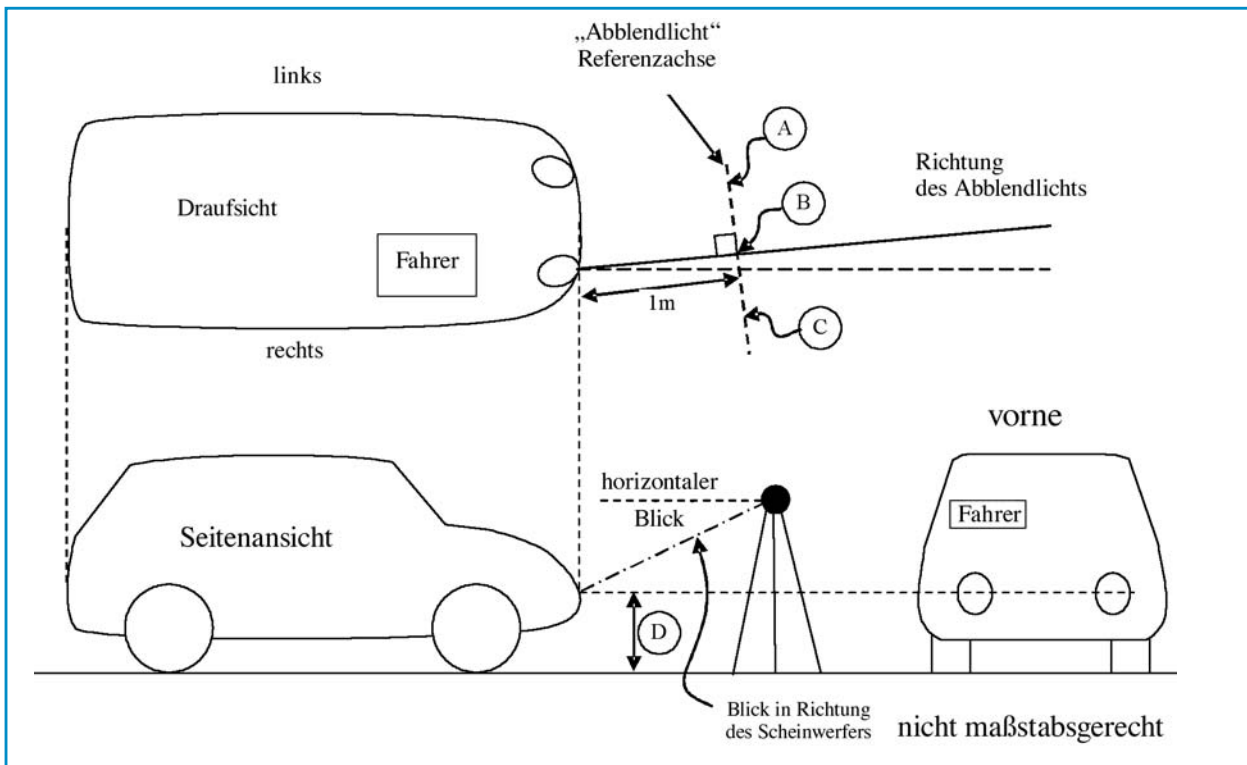 „Abblendlicht“
Referenzachse
links
A
Richtung
des Abblendlichts
B
Draufsicht
Fahrer
1m
C
rechts
vorne
horizontaler
Blick
Fahrer
Seitenansicht
D
Blick in Richtung
des Scheinwerfers
nicht maßstabsgerecht